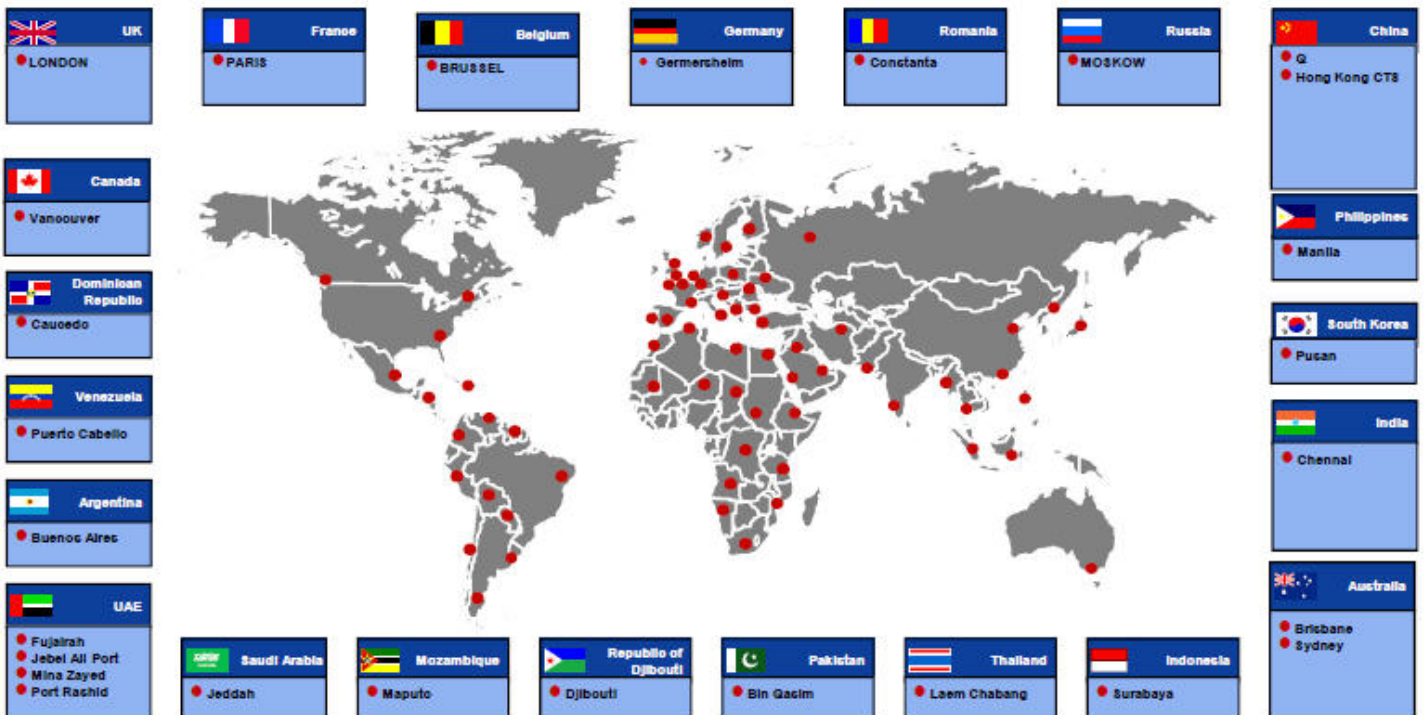 UK
LONDON
France
PARIS
Belgium
BRUSSEL
Germany
Germersheim
Romania
Constanta
Russia
MOSKOW
China
Q
Hong Kong CT8
Canada
Vancouver
Philippines
Manila
Dominican
Republic
Caucedo
South Korea
Pusan
Venezuela
Puerto Cabello
India
Chennai
Argentina
Buenos Aires
UAE
Fujairah
Jebel Ali Port
Mina Zayed
Port Rashid
Australia
Brisbane
Sydney
Saudi Arabia
Jeddah
Mozambique
Maputo
Republic of
Djibouti
Djibouti
Pakistan
Bin Qasim
Thailand
Laem Chabang
Indonesia
Surabaya